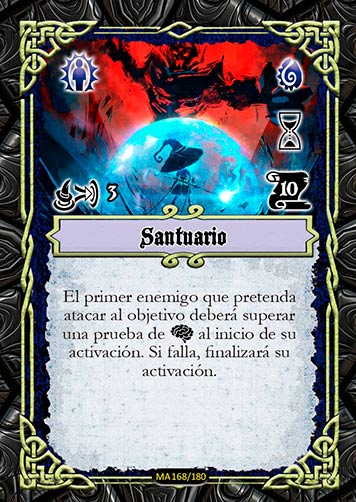 3
10
Santuario
El primer enemigo que pretenda
atacar al objetivo deberá superar
una prueba de al inicio de su
activación. Si falla, finalizará su
activación.
MA168/180